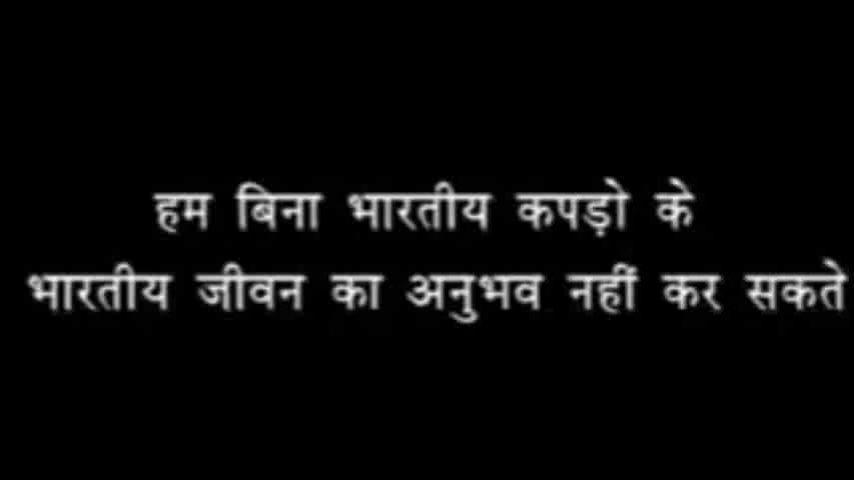 हम बिना भारतीय कपड़ो के
भारतीय जीवन का अनुभव नहीं कर सकते